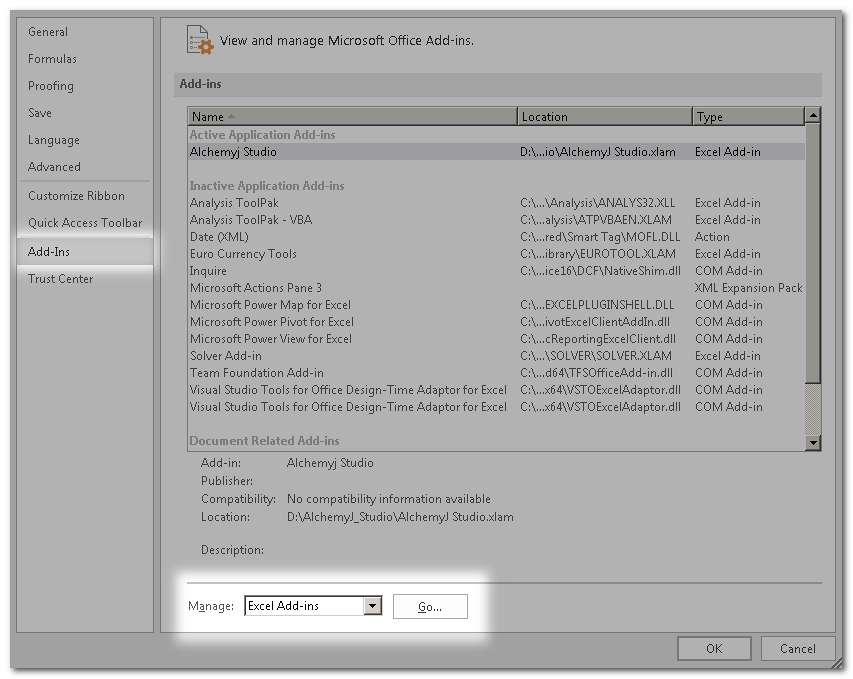 General
Formulas
Proofing
Save
Language
Advanced
Customize Ribbon
Quick Access Toolbar
Add-Ins
Trust Center
View and manage Microsoft Office Add-ins.
Add-ins
Name Location Type
Active Application Add-ins
Alchemyj Studio D:\...io\AlchemyJ Studio.xlam Excel Add-in
Inactive Application Add-ins
Analysis ToolPak C:\...\Analysis\ANALYS32.XLL Excel Add-in
Analysis ToolPak - VBA C:\...alysis\ATPVBAEN.XLAM Excel Add-in
Date (XML) C:\...red\Smart Tag\MOFL.DLL Action
Euro Currency Tools C:\...ibrary\EUROTOOL.XLAM Excel Add-in
Inquire C:\...ice16\DCF\NativeShim.dll COM Add-in
Microsoft Actions Pane 3 XML Expansion Pack
Microsoft Power Map for Excel C:\...EXCELPLUGINSHELL.DLL COM Add-in
Microsoft Power Pivot for Excel C:\...ivotExcelClientAddIn.dll COM Add-in
Microsoft Power View for Excel C:\...cReportingExcelClient.dll COM Add-in
Solver Add-in C:\...\SOLVER\SOLVER.XLAM Excel Add-in
Team Foundation Add-in C:\...d64\TFSOfficeAdd-in.dll COM Add-in
Visual Studio Tools for Office Design-Time Adaptor for Excel C:\...x64\VSTOExcelAdaptor.dll COM Add-in
Visual Studio Tools for Office Design-Time Adaptor for Excel C:\...x64\VSTOExcelAdaptor.dll COM Add-in
Document Related Add-ins
Add-in: Alchemyj Studio
Publisher:
Compatibility: No compatibility information available
Location: D:\AlchemyJ_Studio\AlchemyJ Studio.xlam
Description:
Manage: Excel Add-ins Go...
OK Cancel